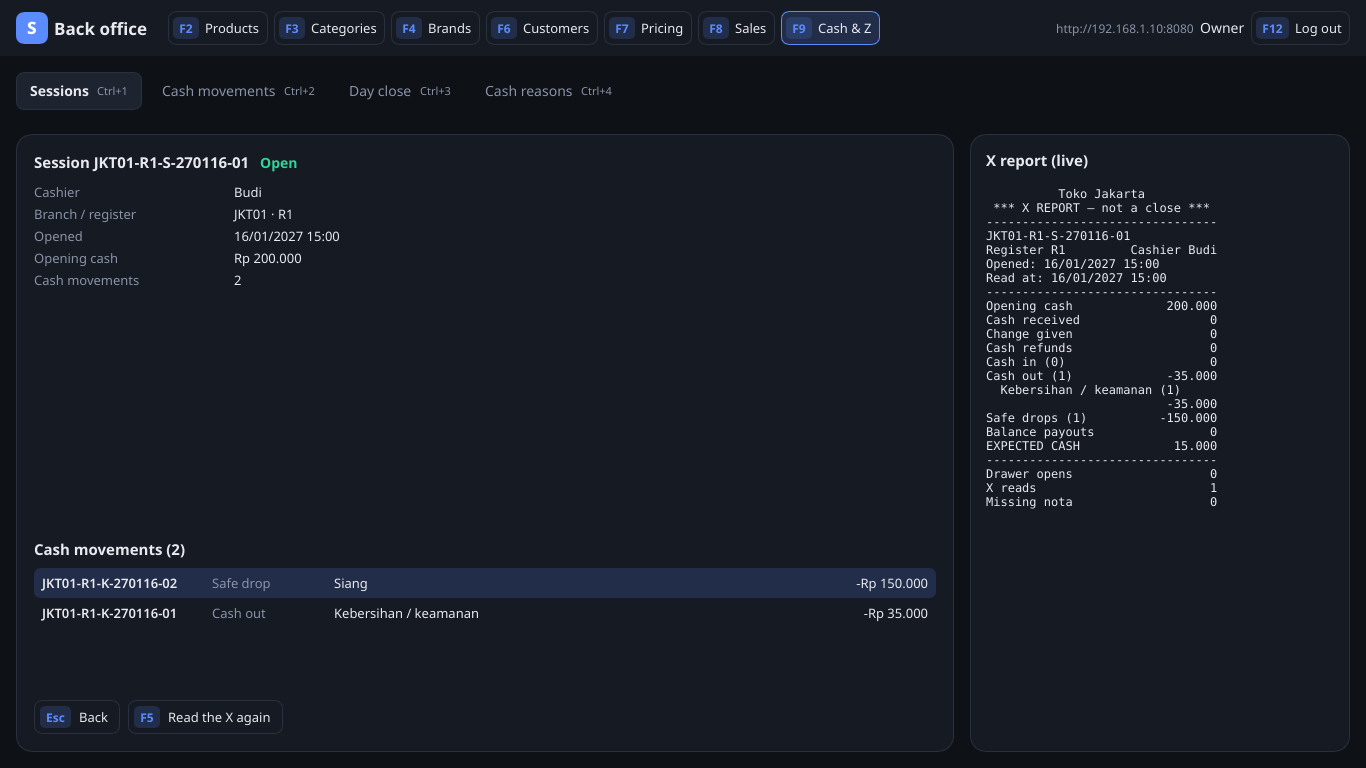 S Back office F2 Products F3 Categories F4 Brands F6 Customers F7 Pricing F8 Sales F9 Cash & Z http://192.168.1.10:8080 Owner F12 Log out
Sessions Ctrl+1 Cash movements Ctrl+2 Day close Ctrl+3 Cash reasons Ctrl+4
Session JKT01-R1-S-270116-01 Open
Cashier Budi
Branch / register JKT01 · R1
Opened 16/01/2027 15:00
Opening cash Rp 200.000
Cash movements 2
Cash movements (2)
JKT01-R1-K-270116-02 Safe drop Siang -Rp 150.000
JKT01-R1-K-270116-01 Cash out Kebersihan / keamanan -Rp 35.000
Esc Back F5 Read the X again
X report (live)
Toko Jakarta
*** X REPORT — not a close ***
--------------------------------
JKT01-R1-S-270116-01
Register R1 Cashier Budi
Opened: 16/01/2027 15:00
Read at: 16/01/2027 15:00
--------------------------------
Opening cash 200.000
Cash received 0
Change given 0
Cash refunds 0
Cash in (0) 0
Cash out (1) -35.000
Kebersihan / keamanan (1)
-35.000
Safe drops (1) -150.000
Balance payouts 0
EXPECTED CASH 15.000
--------------------------------
Drawer opens 0
X reads 1
Missing nota 0